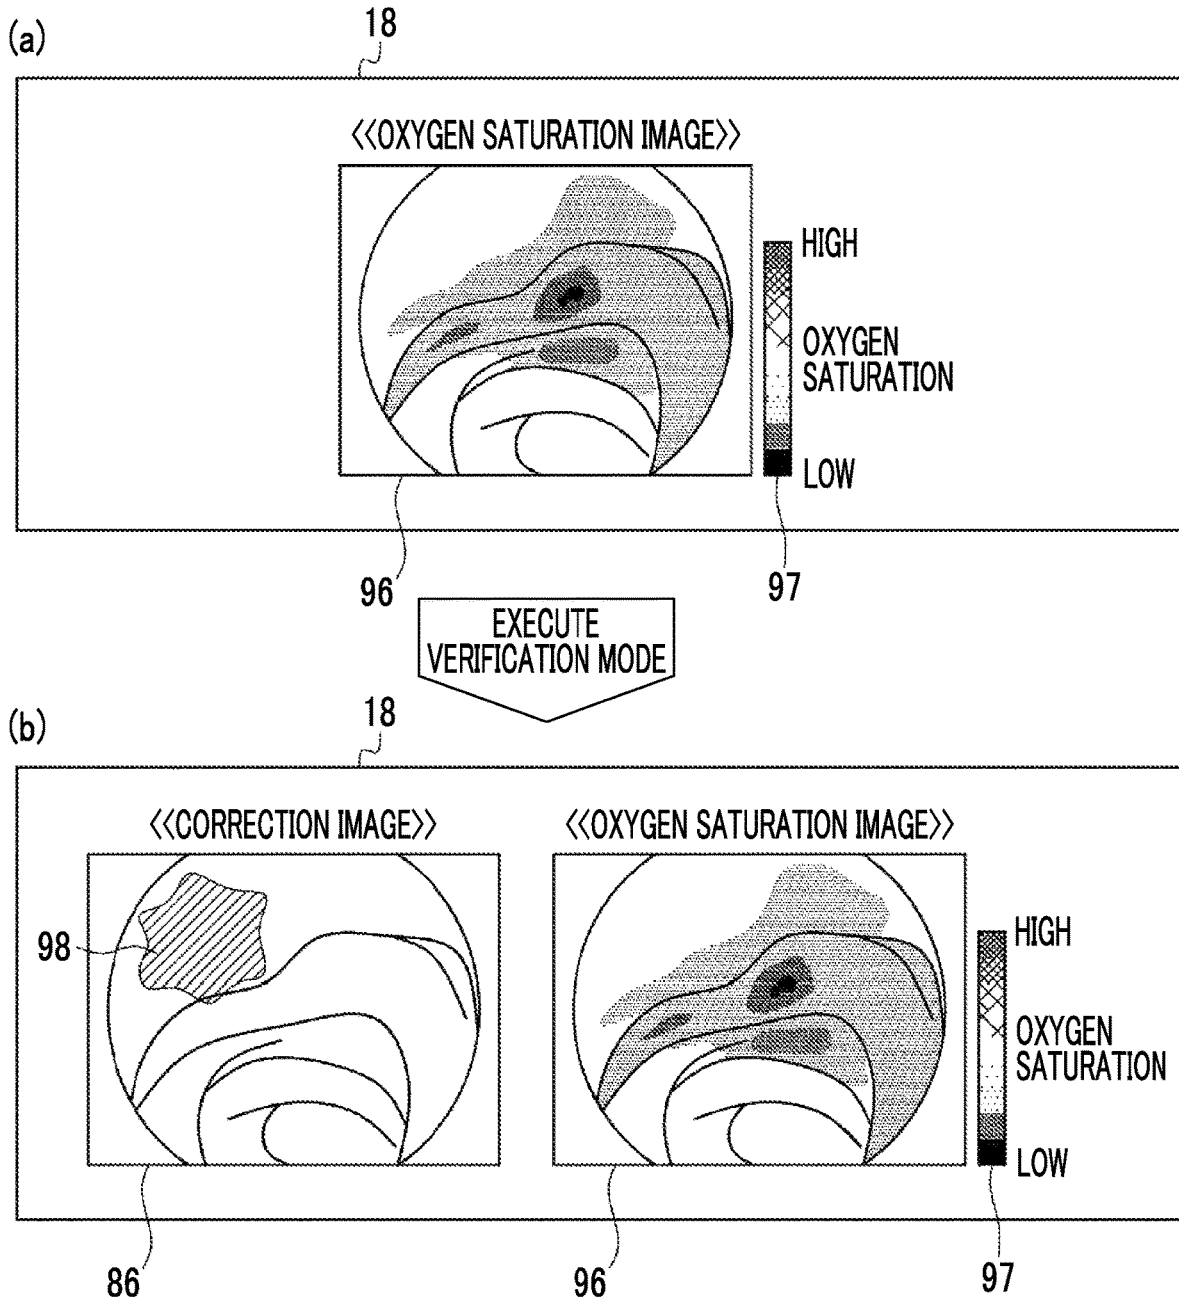 (a)
18
<<OXYGEN SATURATION IMAGE>>
HIGH
OXYGEN
SATURATION
LOW
96
97
EXECUTE
VERIFICATION MODE
(b)
18
<<CORRECTION IMAGE>>
<<OXYGEN SATURATION IMAGE>>
98
HIGH
OXYGEN
SATURATION
LOW
86
96
97